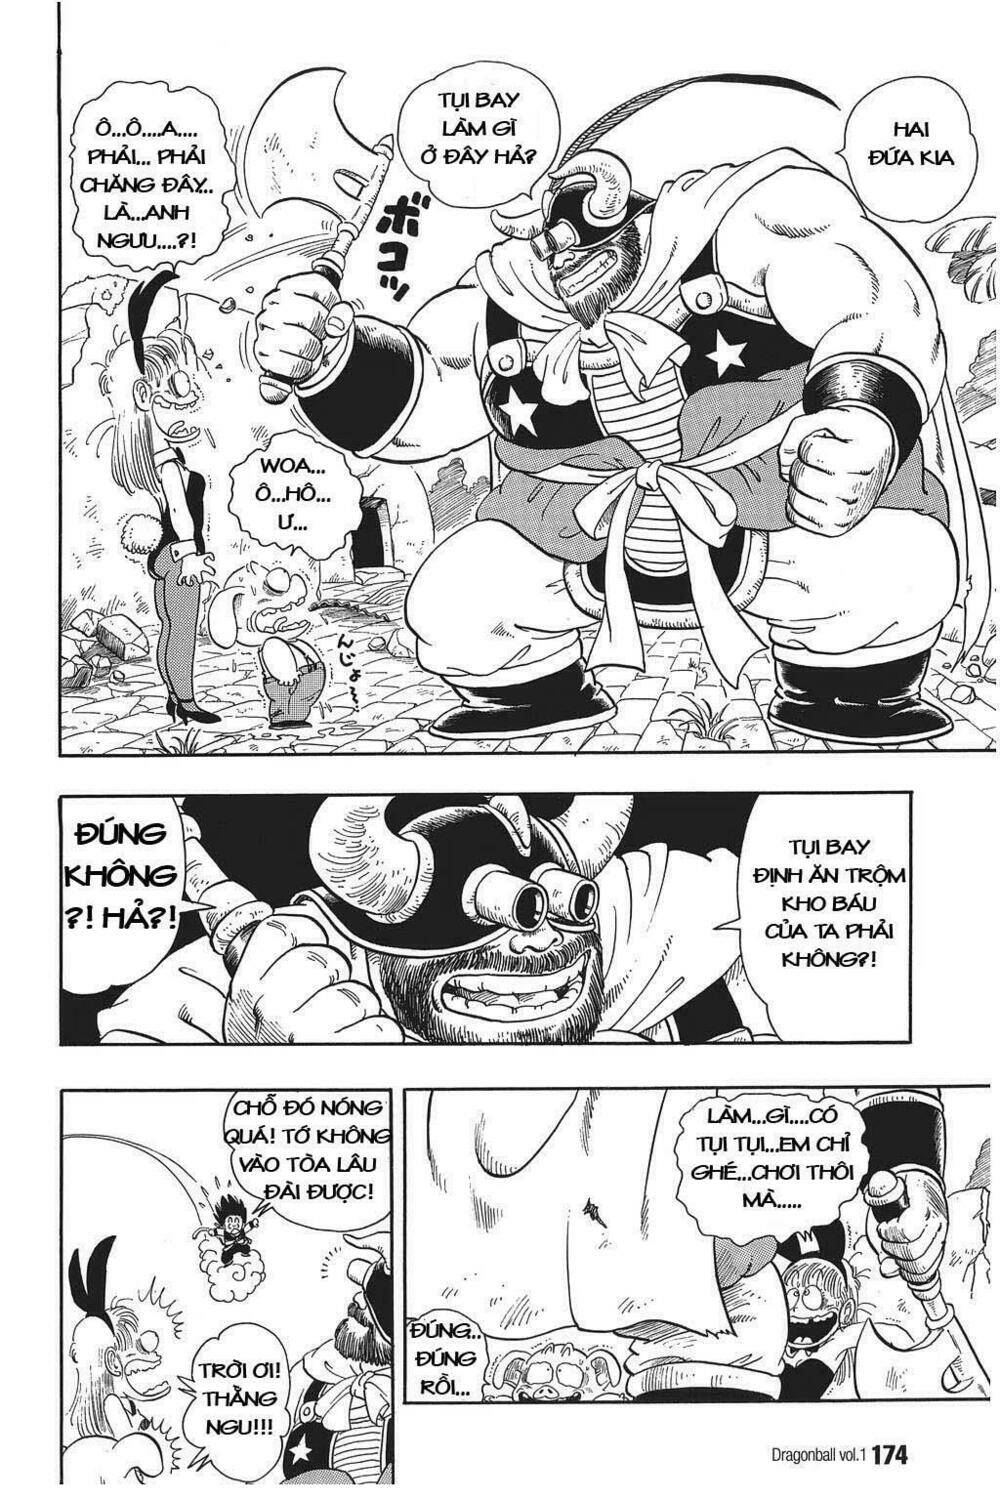 HAI
ĐỨA KIA
TỤI BAY
LÀM GÌ
Ở ĐÂY HẢ?
Ô...Ô....A....
PHẢI... PHẢI
CHĂNG ĐÂY...
LÀ...ANH
NGƯU....?!
ボコッ
WOA...
Ô...HÔ...
Ư...
んじょ〜
TỤI BAY
ĐỊNH ĂN TRỘM
KHO BÁU
CỦA TA PHẢI
KHÔNG?!
ĐÚNG
KHÔNG
?! HẢ?!
LÀM...GÌ....CÓ
TỤI TỤI...EM CHỈ
GHÉ...CHƠI THÔI
MÀ.....
ĐÚNG..
ĐÚNG
RỒI...
CHỖ ĐÓ NÓNG
QUÁ! TỚ KHÔNG
VÀO TÒA LÂU
ĐÀI ĐƯỢC!
TRỜI ƠI!
THẰNG
NGU!!!
Dragonball vol.1 174